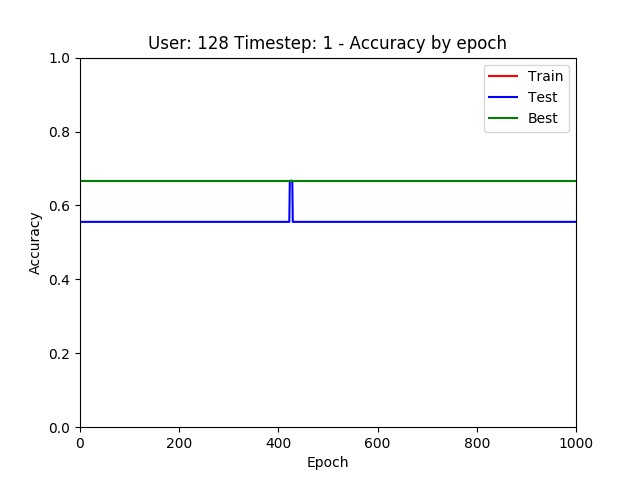 User: 128 Timestep: 1 - Accuracy by epoch
Train
Test
Best
1.0
0.8
0.6
0.4
0.2
0.0
Accuracy
0 200 400 600 800 1000
Epoch